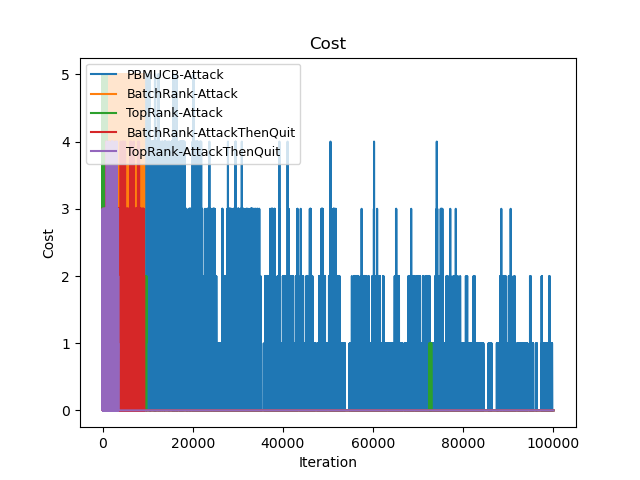 Cost
PBMUCB-Attack
BatchRank-Attack
TopRank-Attack
BatchRank-AttackThenQuit
TopRank-AttackThenQuit
Cost
5
4
3
2
1
0
0 20000 40000 60000 80000 100000
Iteration